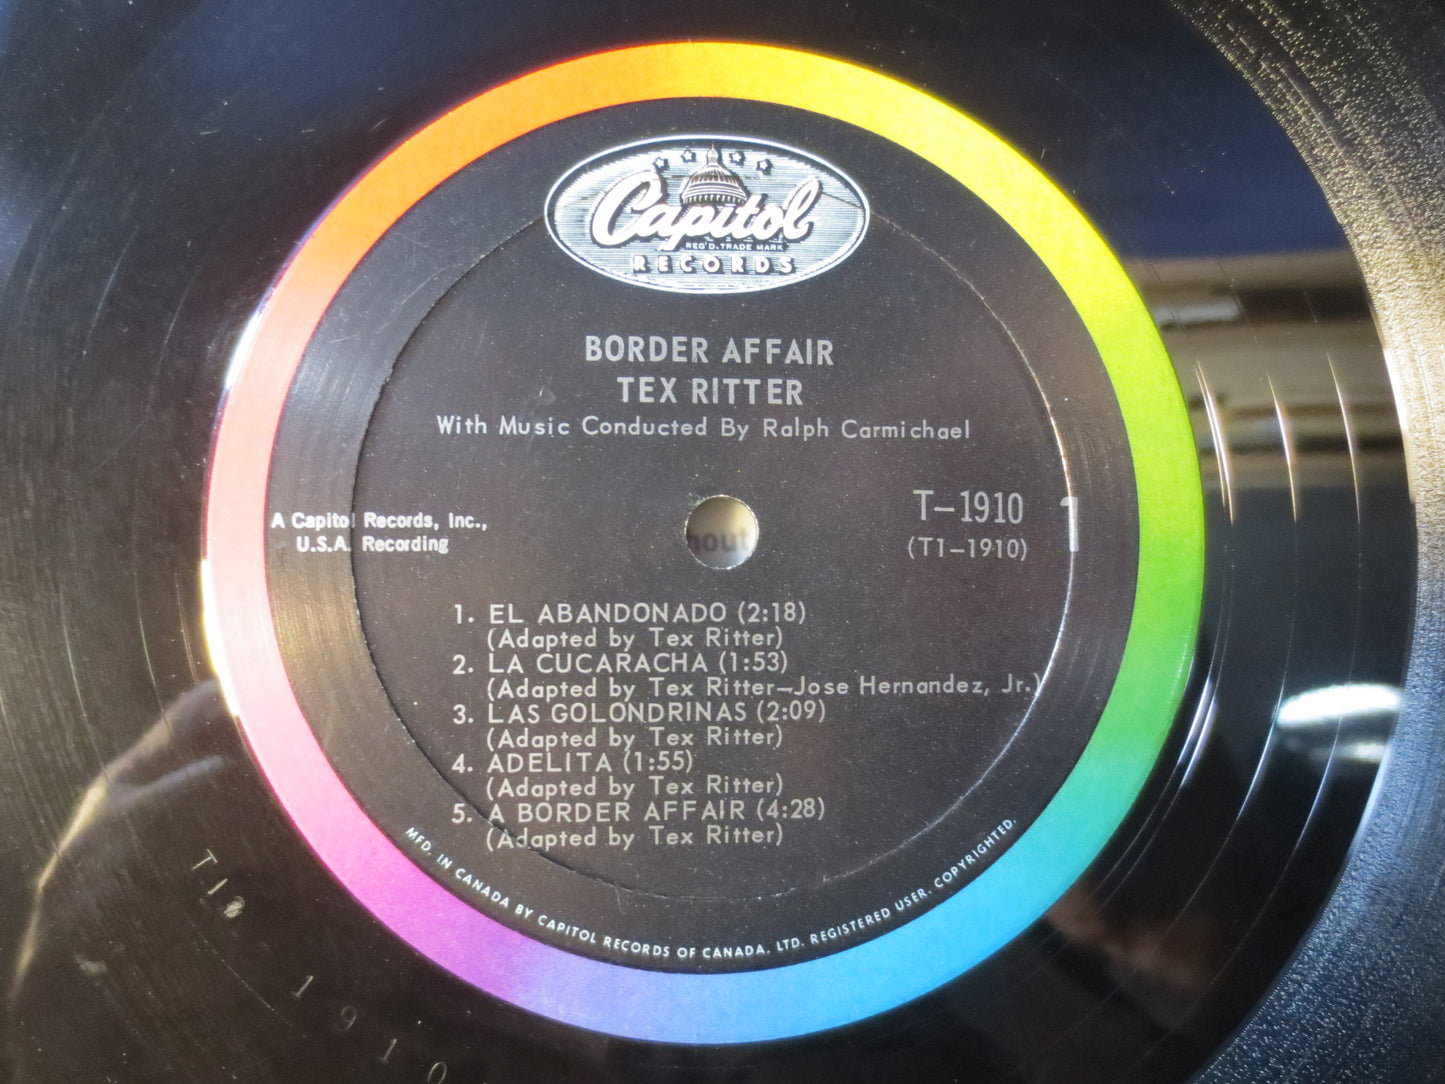 Capitol
REG'D. TRADE MARK
RECORDS
BORDER AFFAIR
TEX RITTER
With Music Conducted By Ralph Carmichael
A Capitol Records, Inc.,
U.S.A. Recording
T-1910
(T1-1910)
1
hout
1. EL ABANDONADO (2:18)
(Adapted by Tex Ritter)
2. LA CUCARACHA (1:53)
(Adapted by Tex Ritter-Jose Hernandez, Jr.)
3. LAS GOLONDRINAS (2:09)
(Adapted by Tex Ritter)
4. ADELITA (1:55)
(Adapted by Tex Ritter)
5. A BORDER AFFAIR (4:28)
(Adapted by Tex Ritter)
MFD. IN CANADA BY CAPITOL RECORDS OF CANADA. LTD. REGISTERED USER. COPYRIGHTED.
1910